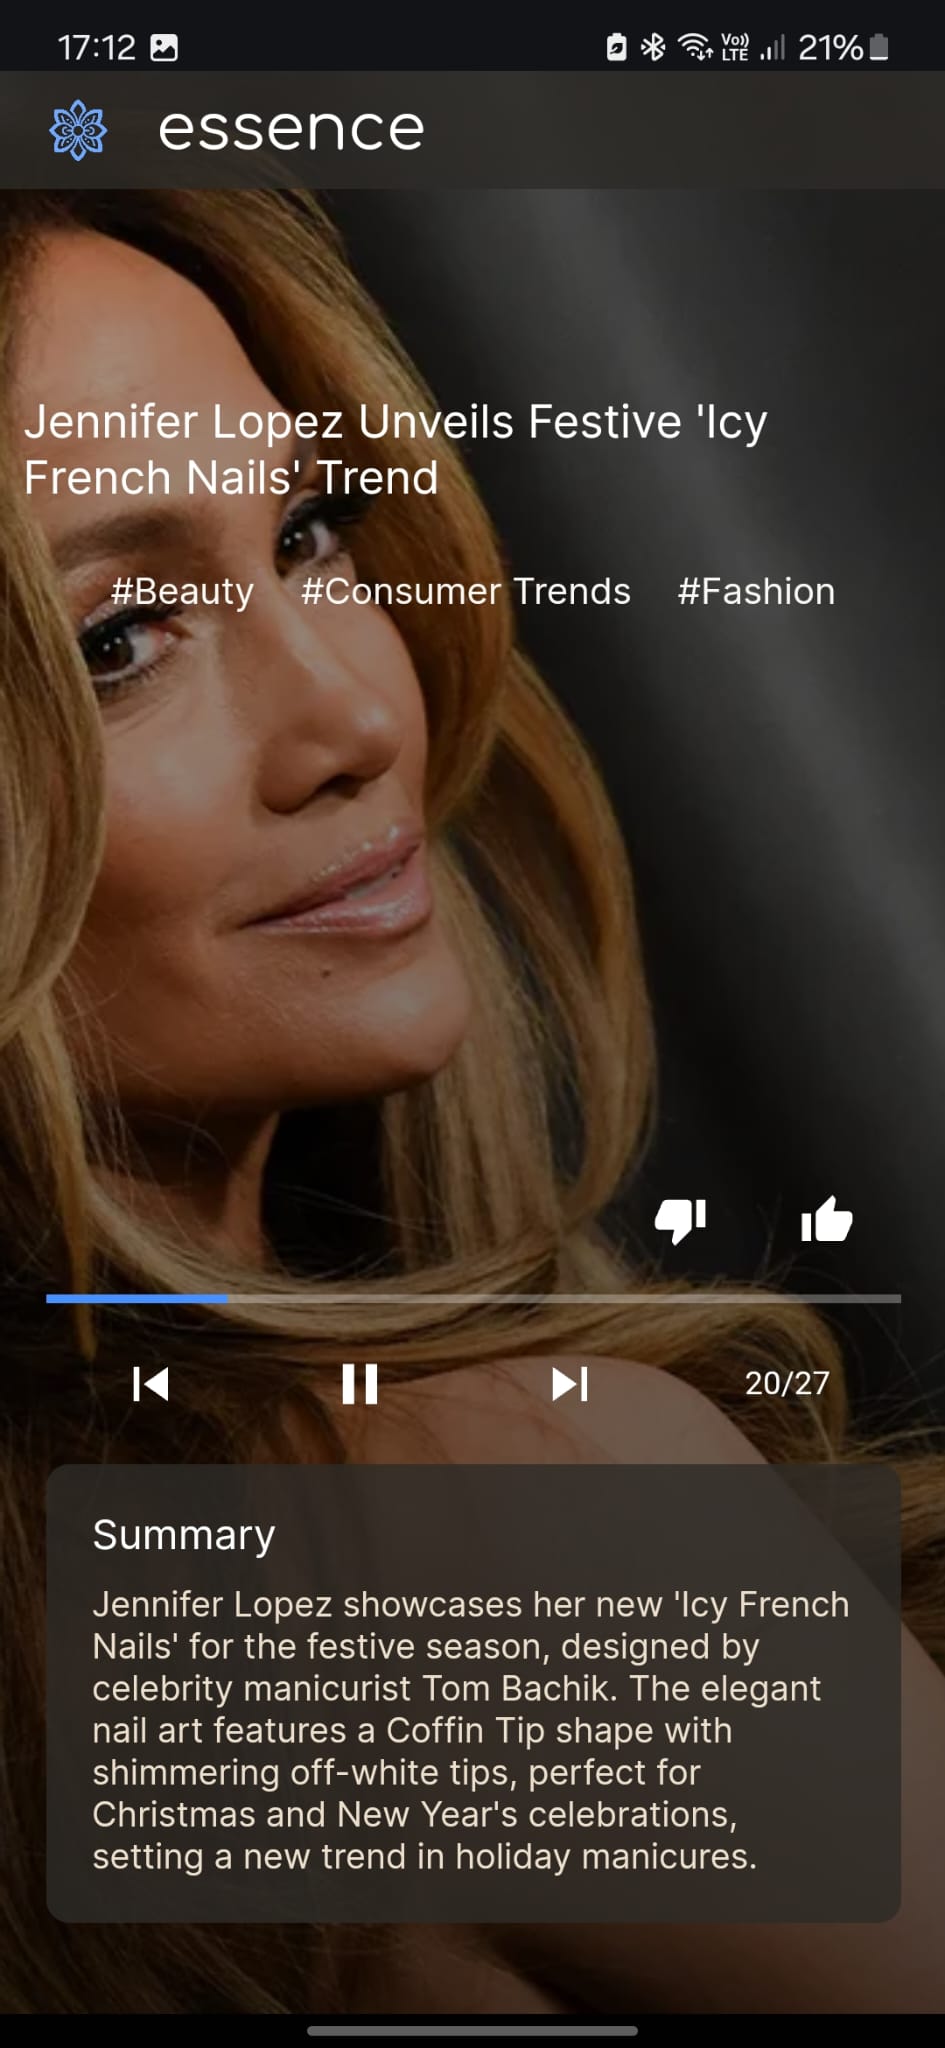 17:12
Vo)) LTE 21%
essence
Jennifer Lopez Unveils Festive 'Icy
French Nails' Trend
#Beauty #Consumer Trends #Fashion
20/27
Summary
Jennifer Lopez showcases her new 'Icy French
Nails' for the festive season, designed by
celebrity manicurist Tom Bachik. The elegant
nail art features a Coffin Tip shape with
shimmering off-white tips, perfect for
Christmas and New Year's celebrations,
setting a new trend in holiday manicures.